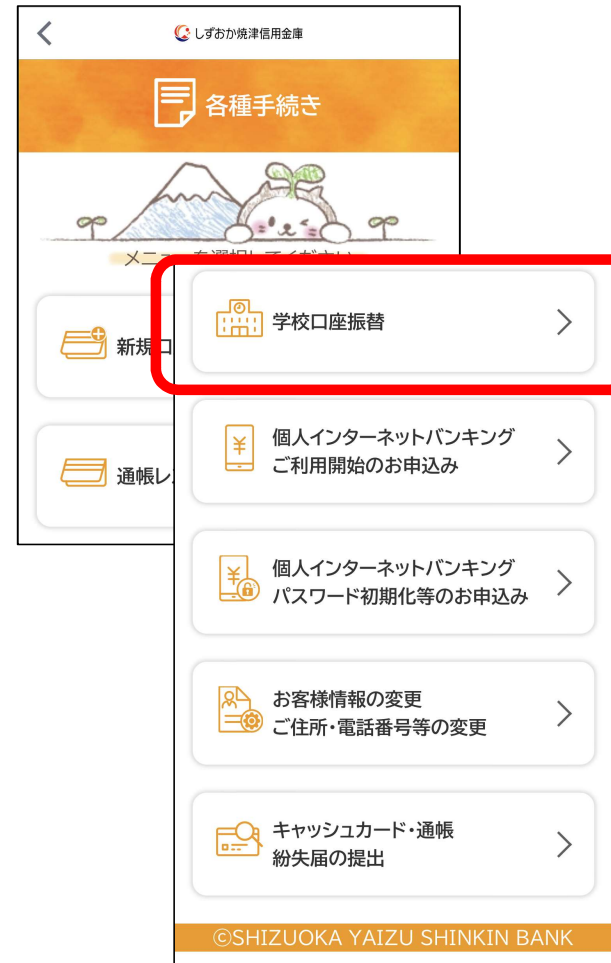 しずおか焼津信用金庫
各種手続き
メニュー
新規口
通帳レ
学校口座振替
個人インターネットバンキング
ご利用開始のお申込み
個人インターネットバンキング
パスワード初期化等のお申込み
お客様情報の変更
ご住所・電話番号等の変更
キャッシュカード・通帳
紛失届の提出
©SHIZUOKA YAIZU SHINKIN BANK